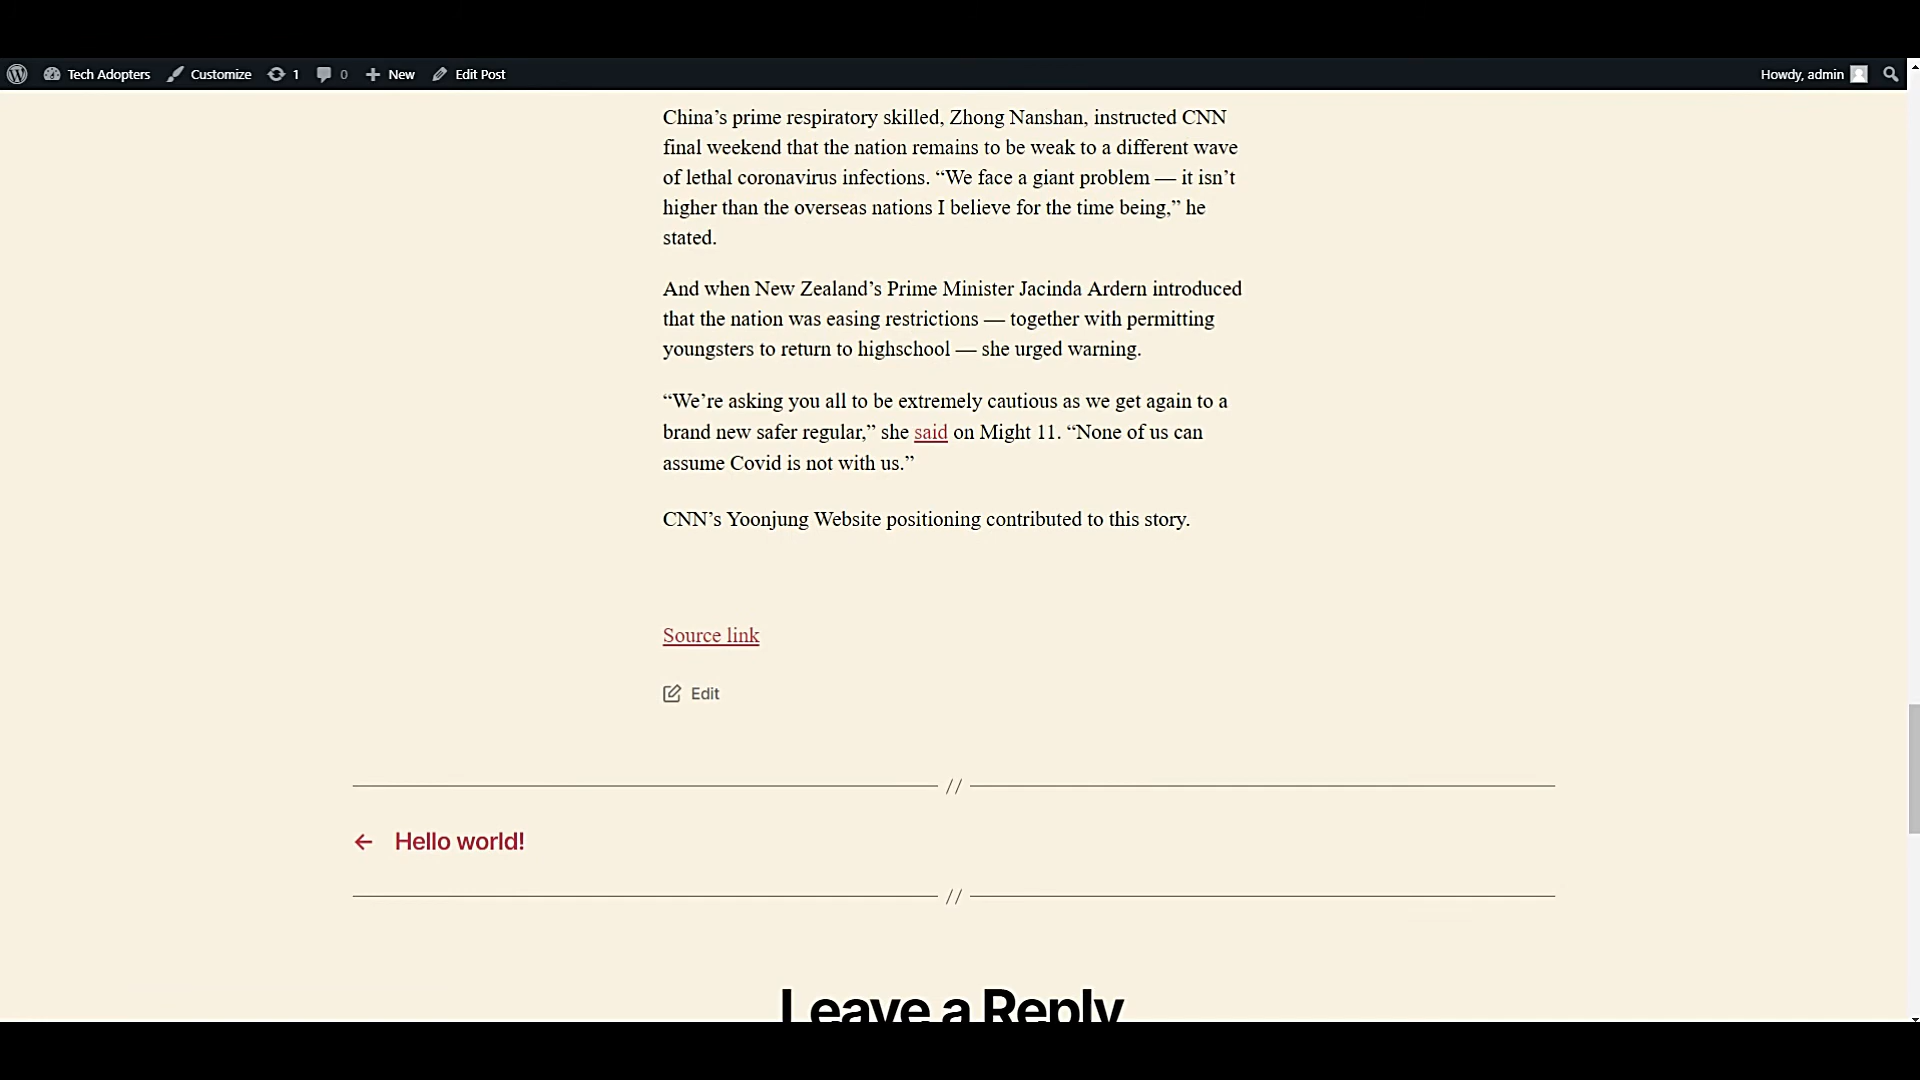 Tech Adopters Customize 1 0 New Edit Post Howdy, admin
China’s prime respiratory skilled, Zhong Nanshan, instructed CNN
final weekend that the nation remains to be weak to a different wave
of lethal coronavirus infections. “We face a giant problem — it isn’t
higher than the overseas nations I believe for the time being,” he
stated.
And when New Zealand’s Prime Minister Jacinda Ardern introduced
that the nation was easing restrictions — together with permitting
youngsters to return to highschool — she urged warning.
“We’re asking you all to be extremely cautious as we get again to a
brand new safer regular,” she said on Might 11. “None of us can
assume Covid is not with us.”
CNN’s Yoonjung Website positioning contributed to this story.
Source link
Edit
//
← Hello world!
//
Leave a Reply